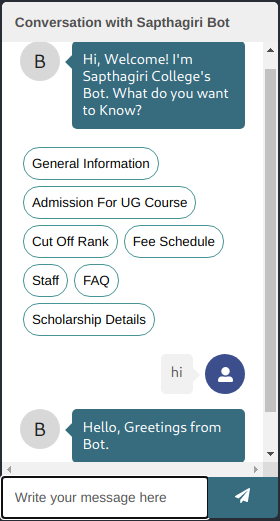 Conversation with Sapthagiri Bot
B
Hi, Welcome! I'm
Sapthagiri College's
Bot. What do you want
to Know?
General Information
Admission For UG Course
Cut Off Rank
Fee Schedule
Staff
FAQ
Scholarship Details
hi
B
Hello, Greetings from
Bot.
Write your message here